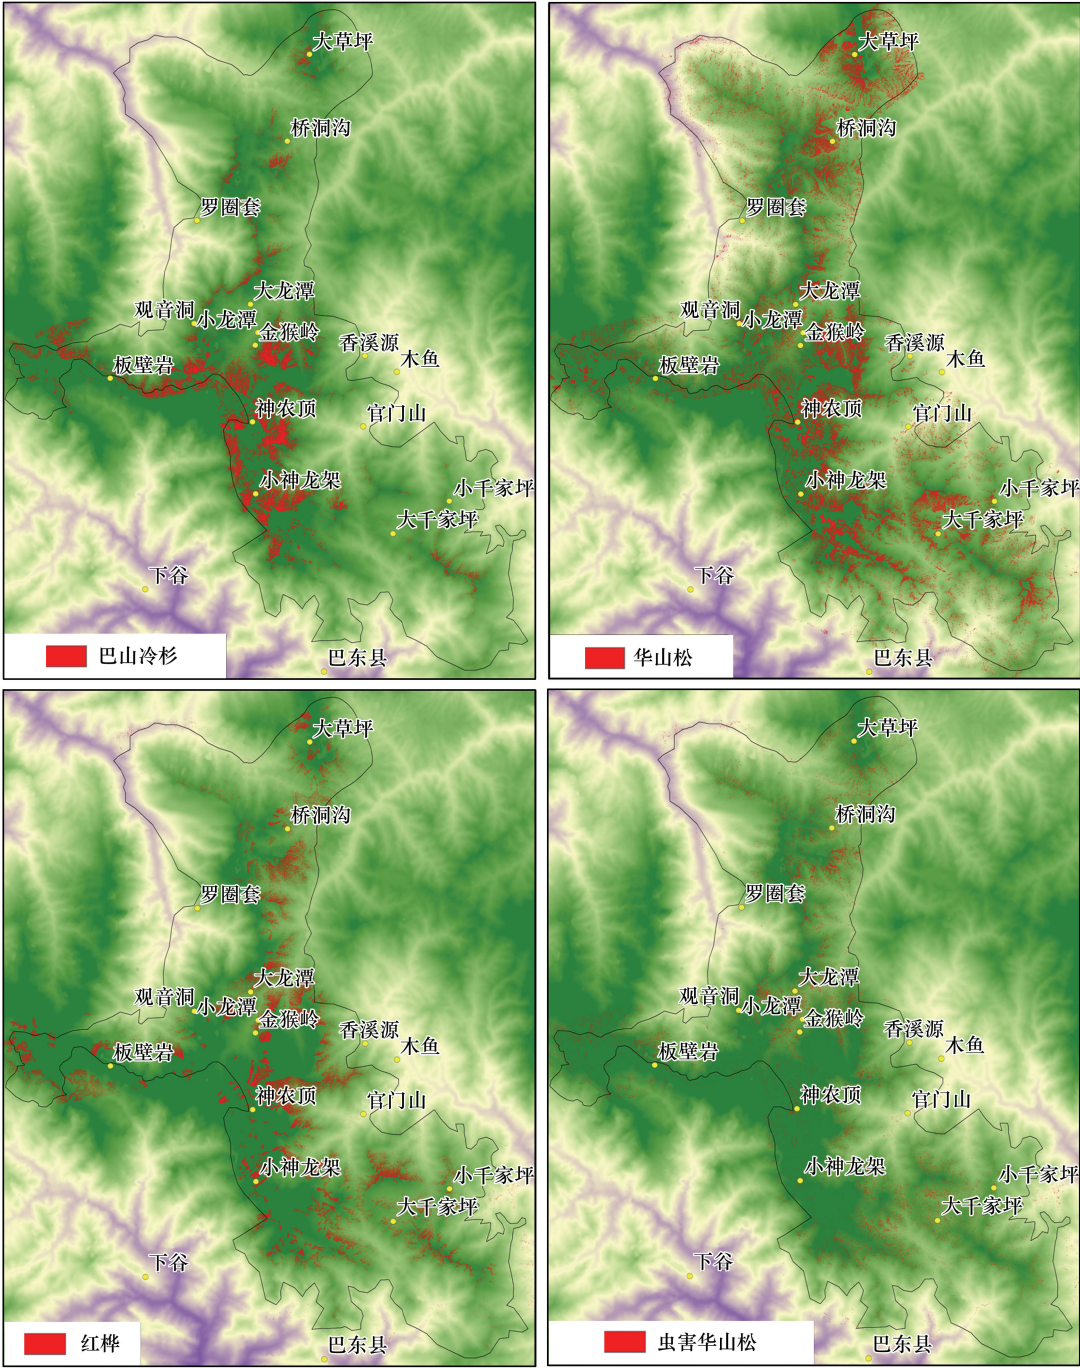 大草坪
桥洞沟
罗圈套
大龙潭
观音洞
小龙潭
金猴岭
香溪源
木鱼
板壁岩
神农顶
官门山
小神龙架
小千家坪
大千家坪
下谷
巴山冷杉
巴东县
大草坪
桥洞沟
罗圈套
大龙潭
观音洞
小龙潭
金猴岭
香溪源
木鱼
板壁岩
神农顶
官门山
小神龙架
小千家坪
大千家坪
下谷
华山松
巴东县
大草坪
桥洞沟
罗圈套
大龙潭
观音洞
小龙潭
金猴岭
香溪源
木鱼
板壁岩
神农顶
官门山
小神龙架
小千家坪
大千家坪
下谷
红桦
巴东县
大草坪
桥洞沟
罗圈套
大龙潭
观音洞
小龙潭
金猴岭
香溪源
木鱼
板壁岩
神农顶
官门山
小神龙架
小千家坪
大千家坪
下谷
虫害华山松
巴东县